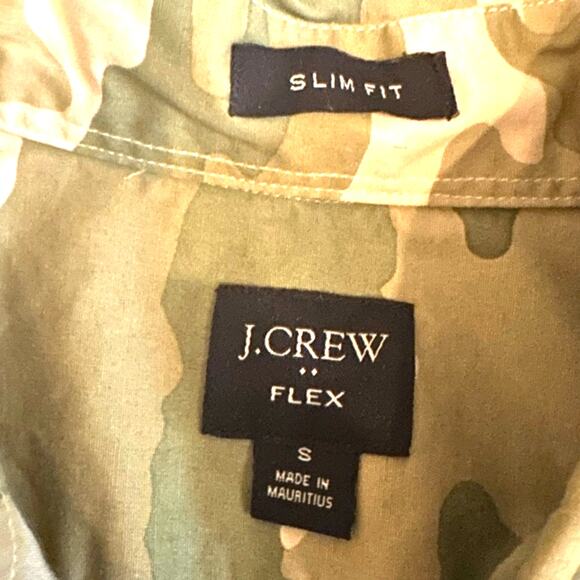 SLIM FIT
J.CREW
FLEX
S
MADE IN
MAURITIUS